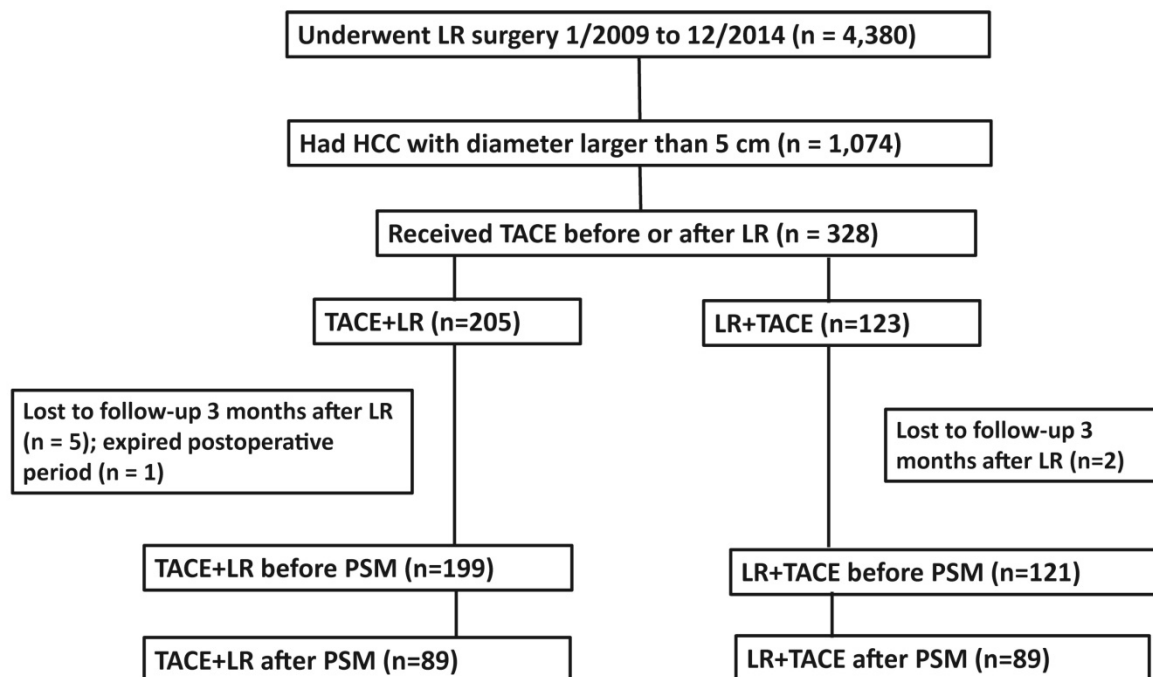 Underwent LR surgery 1/2009 to 12/2014 (n = 4,380)
Had HCC with diameter larger than 5 cm (n = 1,074)
Received TACE before or after LR (n = 328)
TACE+LR (n=205)
LR+TACE (n=123)
Lost to follow-up 3 months after LR
(n = 5); expired postoperative
period (n = 1)
Lost to follow-up 3
months after LR (n=2)
TACE+LR before PSM (n=199)
LR+TACE before PSM (n=121)
TACE+LR after PSM (n=89)
LR+TACE after PSM (n=89)